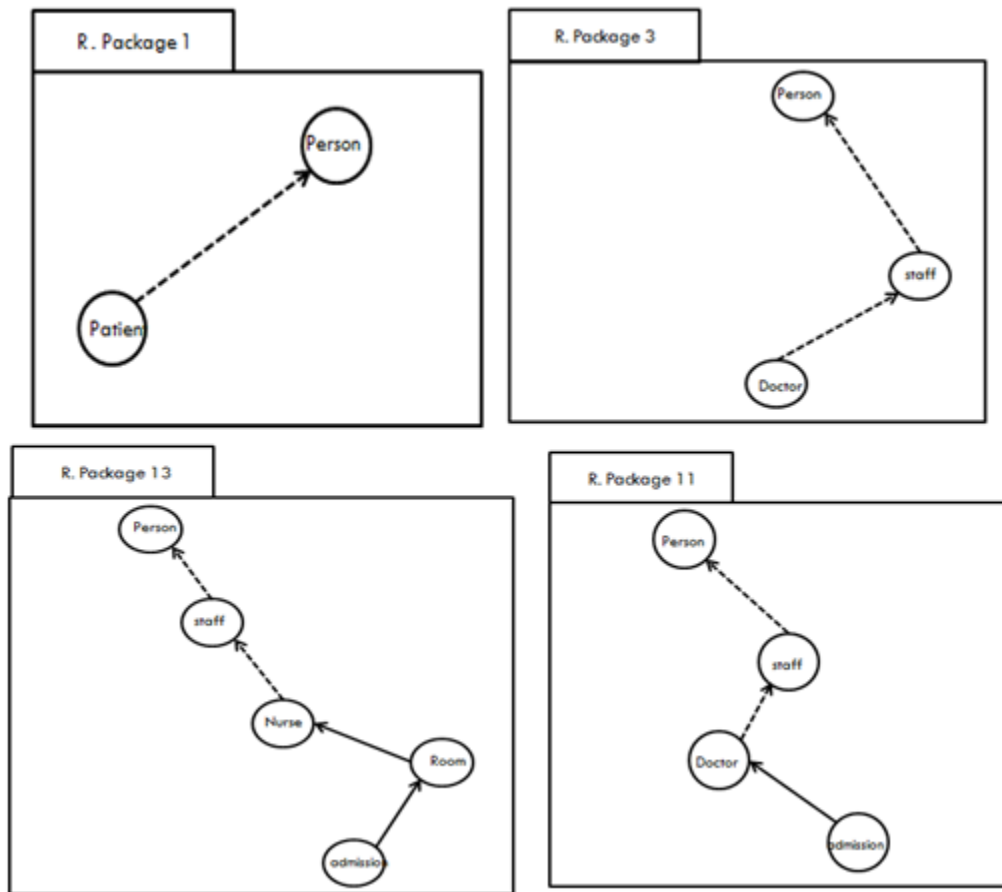 R. Package 1
Person
Patien
R. Package 3
Person
staff
Doctor
R. Package 13
Person
staff
Nurse
Room
admission
R. Package 11
Person
staff
Doctor
admission